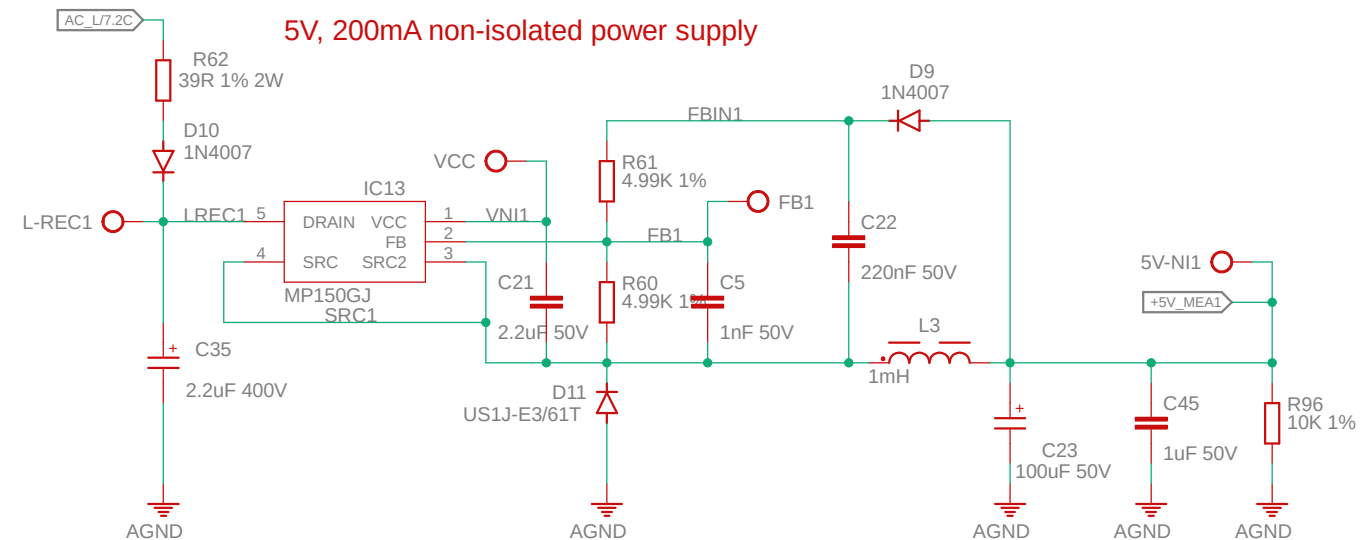 AC_L/7.2C
5V, 200mA non-isolated power supply
R62
39R 1% 2W
D10
1N4007
D9
1N4007
FBIN1
VCC
R61
4.99K 1%
IC13
L-REC1
LREC1
5
DRAIN
VCC
1
VNI1
FB
2
FB1
FB1
4
SRC
SRC2
3
MP150GJ
SRC1
C21
2.2uF 50V
R60
4.99K 1%
C5
1nF 50V
C22
220nF 50V
5V-NI1
+5V_MEA1
L3
1mH
C35
+
2.2uF 400V
D11
US1J-E3/61T
+
C23
100uF 50V
C45
1uF 50V
R96
10K 1%
AGND
AGND
AGND
AGND
AGND